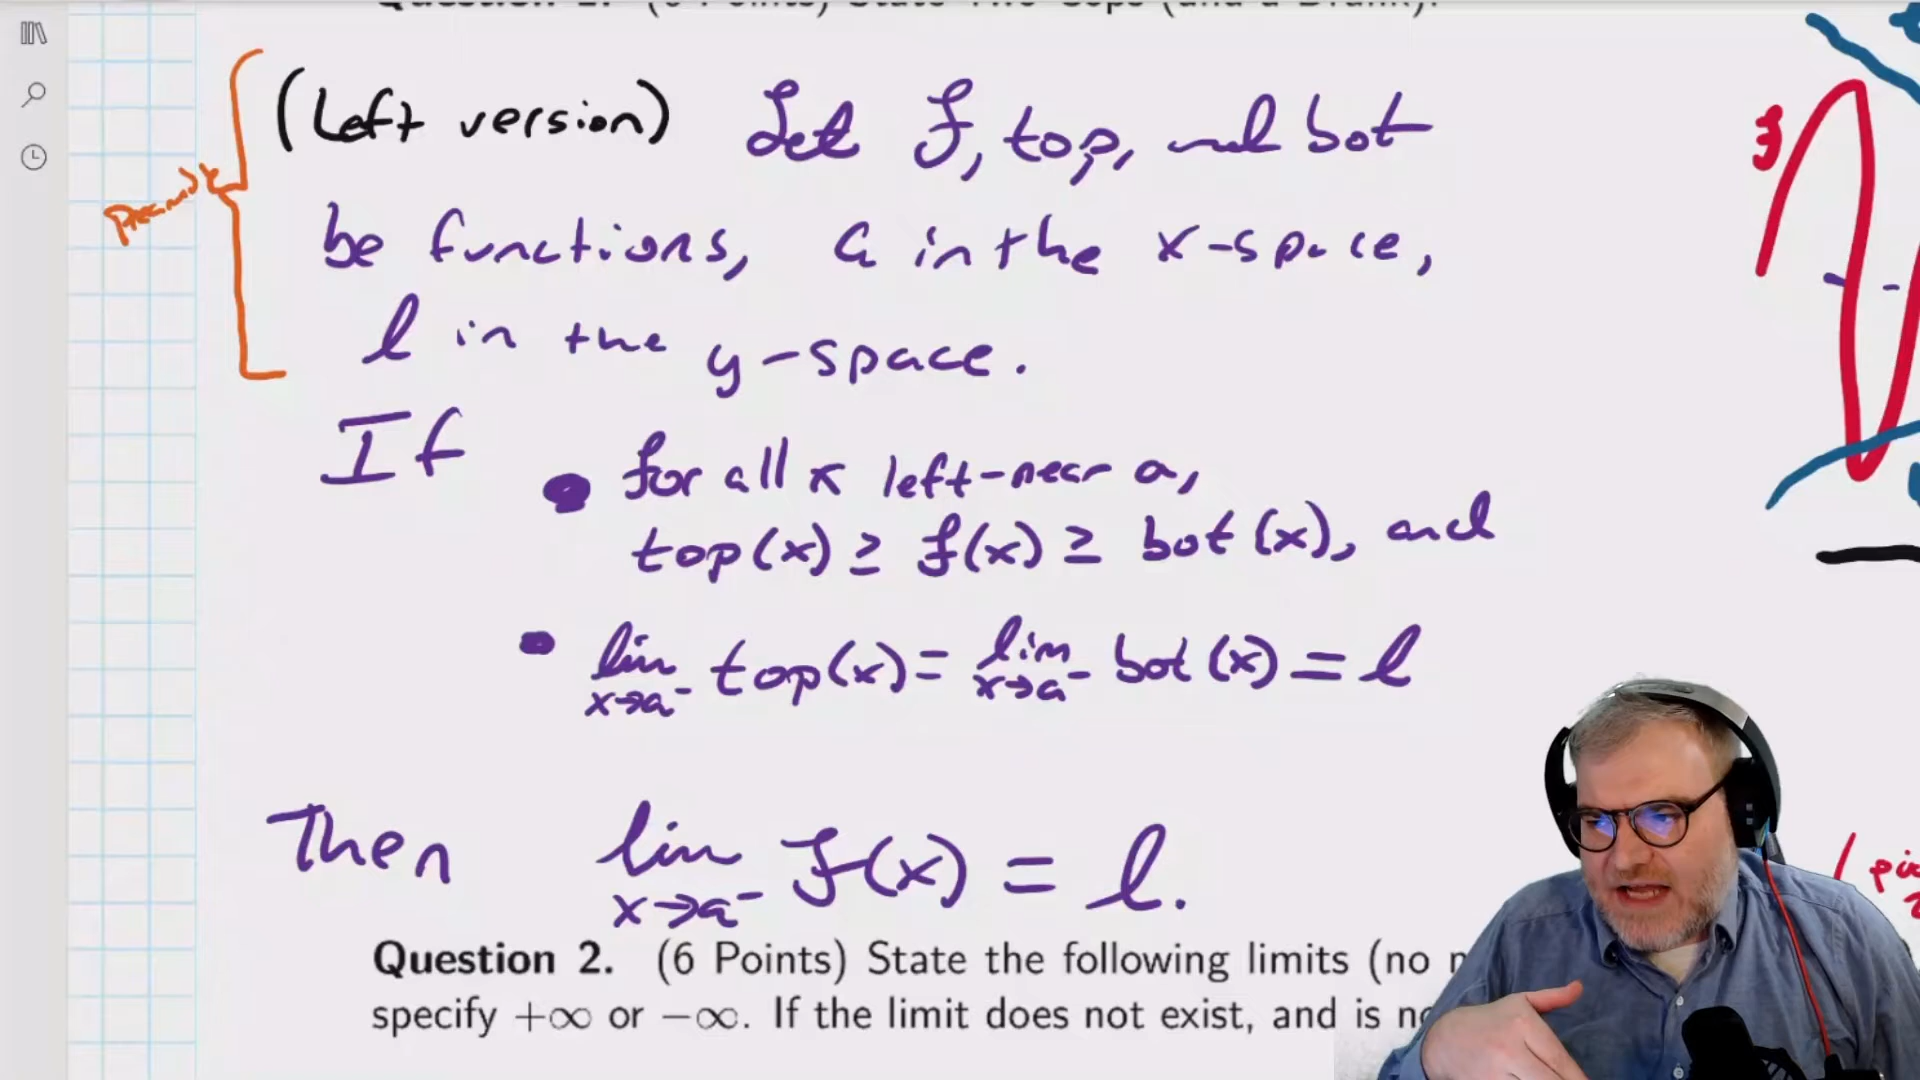 (Left version) Let f, top, and bot
be functions, a in the x-space,
l in the y-space.
If
• for all x left-near a,
top(x) ≥ f(x) ≥ bot(x), and
• lim x→a⁻ top(x) = lim x→a⁻ bot(x) = l
Then lim x→a⁻ f(x) = l.
Question 2. (6 Points) State the following limits (no
specify +∞ or −∞. If the limit does not exist, and is
f